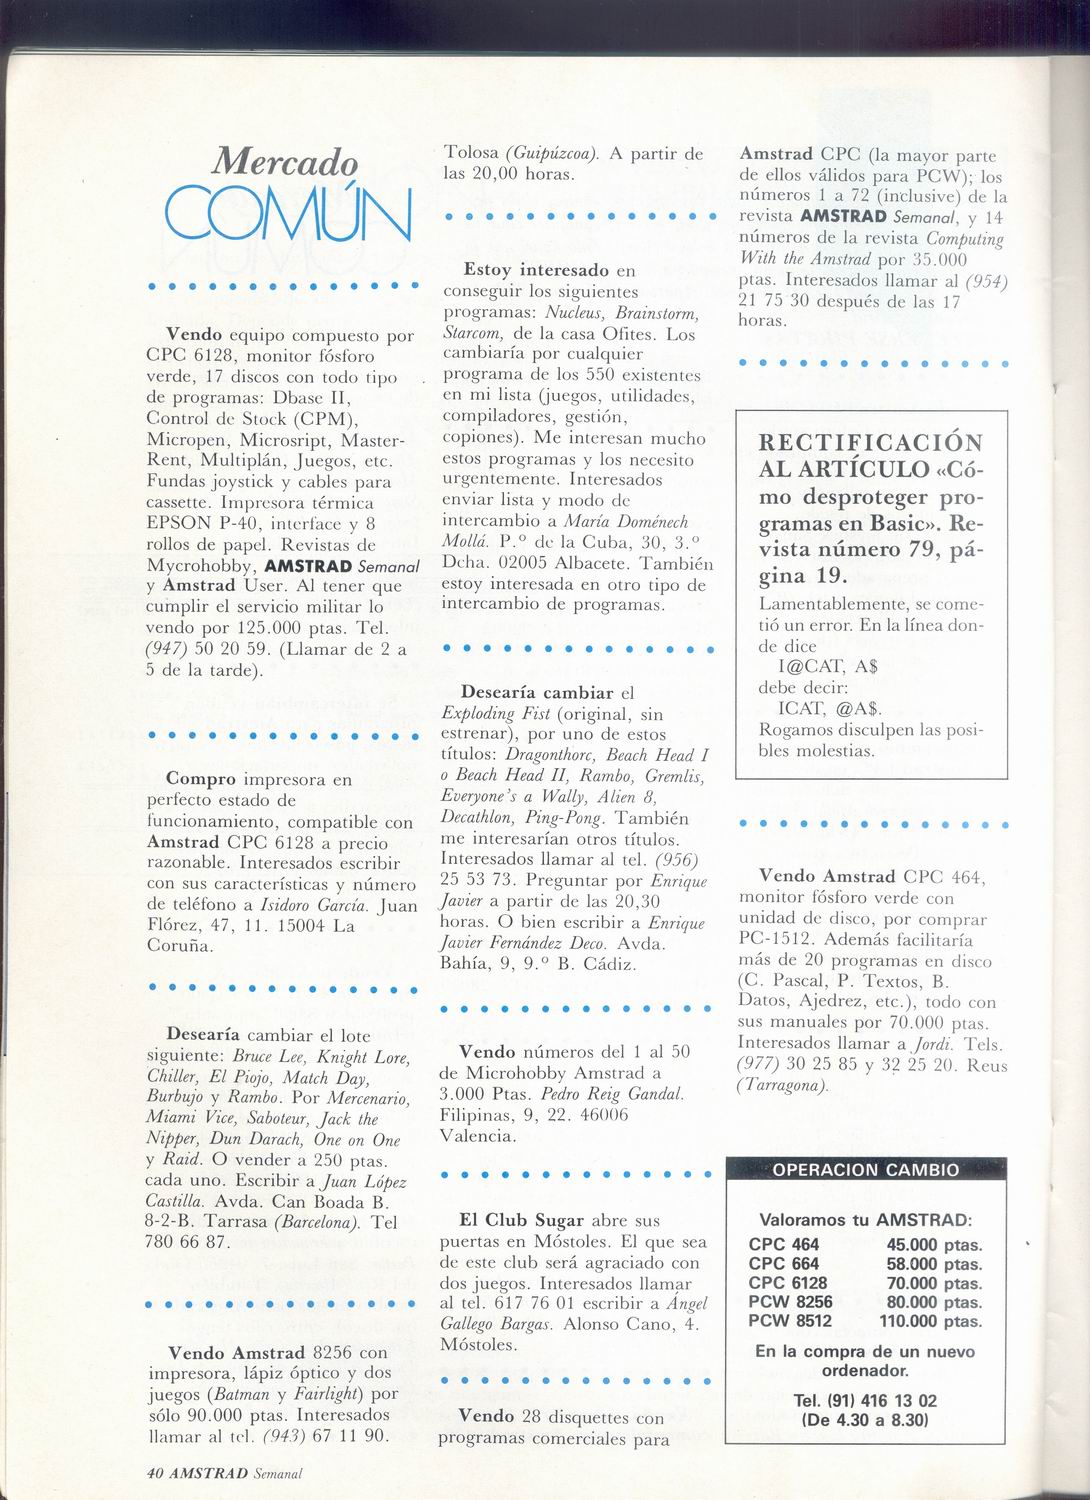 Mercado
COMÚN
Vendo equipo compuesto por
CPC 6128, monitor fósforo
verde, 17 discos con todo tipo
de programas: Dbase II,
Control de Stock (CPM),
Micropen, Microsript, Master-
Rent, Multiplán, Juegos, etc.
Fundas joystick y cables para
cassette. Impresora térmica
EPSON P-40, interface y 8
rollos de papel. Revistas de
Mycrohobby, AMSTRAD Semanal
y Amstrad User. Al tener que
cumplir el servicio militar lo
vendo por 125.000 ptas. Tel.
(947) 50 20 59. (Llamar de 2 a
5 de la tarde).
Compro impresora en
perfecto estado de
funcionamiento, compatible con
Amstrad CPC 6128 a precio
razonable. Interesados escribir
con sus características y número
de teléfono a Isidoro García. Juan
Flórez, 47, 11. 15004 La
Coruña.
Desearía cambiar el lote
siguiente: Bruce Lee, Knight Lore,
Chiller, El Piojo, Match Day,
Burbujo y Rambo. Por Mercenario,
Miami Vice, Saboteur, Jack the
Nipper, Dun Darach, One on One
y Raid. O vender a 250 ptas.
cada uno. Escribir a Juan López
Castilla. Avda. Can Boada B.
8-2-B. Tarrasa (Barcelona). Tel
780 66 87.
Vendo Amstrad 8256 con
impresora, lápiz óptico y dos
juegos (Batman y Fairlight) por
sólo 90.000 ptas. Interesados
llamar al tel. (943) 67 11 90.
Tolosa (Guipúzcoa). A partir de
las 20,00 horas.
Estoy interesado en
conseguir los siguientes
programas: Nucleus, Brainstorm,
Starcom, de la casa Ofites. Los
cambiaría por cualquier
programa de los 550 existentes
en mi lista (juegos, utilidades,
compiladores, gestión,
copiones). Me interesan mucho
estos programas y los necesito
urgentemente. Interesados
enviar lista y modo de
intercambio a María Doménech
Mollá. P.º de la Cuba, 30, 3.º
Dcha. 02005 Albacete. También
estoy interesada en otro tipo de
intercambio de programas.
Desearía cambiar el
Exploding Fist (original, sin
estrenar), por uno de estos
títulos: Dragonthorc, Beach Head I
o Beach Head II, Rambo, Gremlis,
Everyone's a Wally, Alien 8,
Decathlon, Ping-Pong. También
me interesarían otros títulos.
Interesados llamar al tel. (956)
25 53 73. Preguntar por Enrique
Javier a partir de las 20,30
horas. O bien escribir a Enrique
Javier Fernández Deco. Avda.
Bahía, 9, 9.º B. Cádiz.
Vendo números del 1 al 50
de Microhobby Amstrad a
3.000 Ptas. Pedro Reig Gandal.
Filipinas, 9, 22. 46006
Valencia.
El Club Sugar abre sus
puertas en Móstoles. El que sea
de este club será agraciado con
dos juegos. Interesados llamar
al tel. 617 76 01 escribir a Ángel
Gallego Bargas. Alonso Cano, 4.
Móstoles.
Vendo 28 disquettes con
programas comerciales para
Amstrad CPC (la mayor parte
de ellos válidos para PCW); los
números 1 a 72 (inclusive) de la
revista AMSTRAD Semanal, y 14
números de la revista Computing
With the Amstrad por 35.000
ptas. Interesados llamar al (954)
21 75 30 después de las 17
horas.
RECTIFICACIÓN
AL ARTÍCULO «Có-
mo desproteger pro-
gramas en Basic». Re-
vista número 79, pá-
gina 19.
Lamentablemente, se come-
tió un error. En la línea don-
de dice
I@CAT, A$
debe decir:
ICAT, @A$.
Rogamos disculpen las posi-
bles molestias.
Vendo Amstrad CPC 464,
monitor fósforo verde con
unidad de disco, por comprar
PC-1512. Además facilitaría
más de 20 programas en disco
(C. Pascal, P. Textos, B.
Datos, Ajedrez, etc.), todo con
sus manuales por 70.000 ptas.
Interesados llamar a Jordi. Tels.
(977) 30 25 85 y 32 25 20. Reus
(Tarragona).
OPERACION CAMBIO
Valoramos tu AMSTRAD:
CPC 464 45.000 ptas.
CPC 664 58.000 ptas.
CPC 6128 70.000 ptas.
PCW 8256 80.000 ptas.
PCW 8512 110.000 ptas.
En la compra de un nuevo
ordenador.
Tel. (91) 416 13 02
(De 4.30 a 8.30)
40 AMSTRAD Semanal